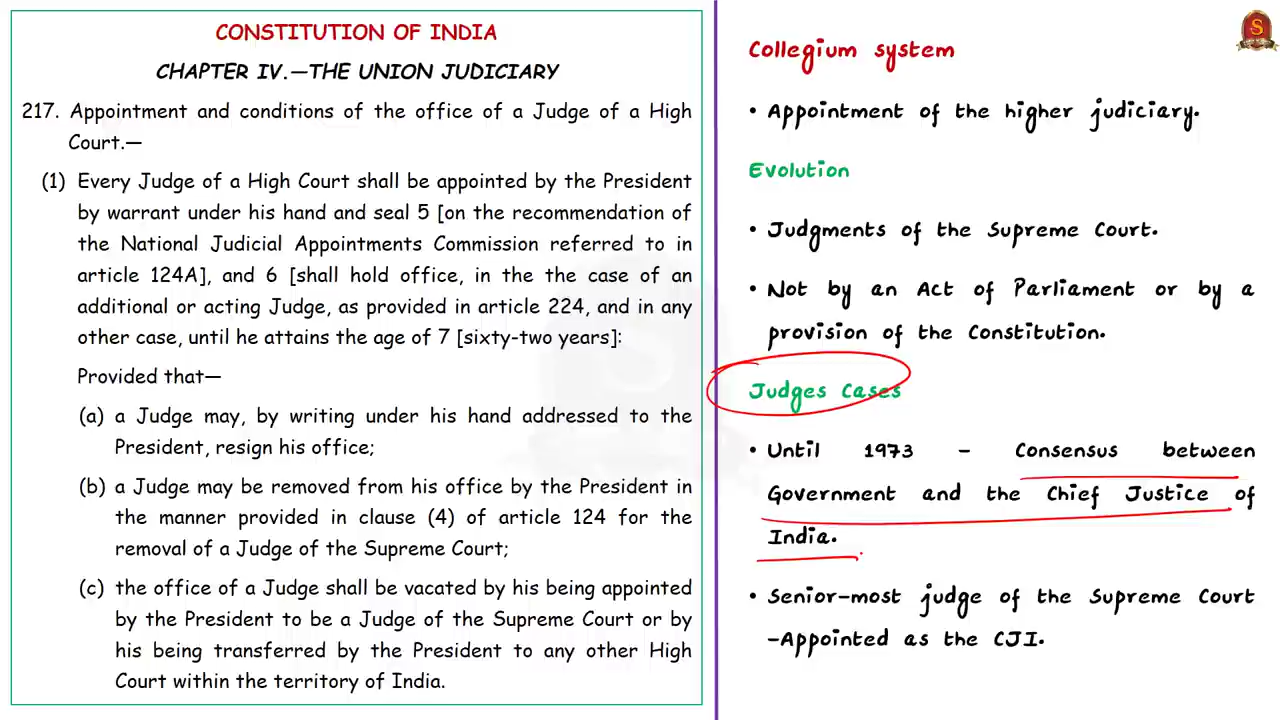 CONSTITUTION OF INDIA
CHAPTER IV.—THE UNION JUDICIARY
217. Appointment and conditions of the office of a Judge of a High
Court.—
(1) Every Judge of a High Court shall be appointed by the President
by warrant under his hand and seal 5 [on the recommendation of
the National Judicial Appointments Commission referred to in
article 124A], and 6 [shall hold office, in the the case of an
additional or acting Judge, as provided in article 224, and in any
other case, until he attains the age of 7 [sixty-two years]:
Provided that—
(a) a Judge may, by writing under his hand addressed to the
President, resign his office;
(b) a Judge may be removed from his office by the President in
the manner provided in clause (4) of article 124 for the
removal of a Judge of the Supreme Court;
(c) the office of a Judge shall be vacated by his being appointed
by the President to be a Judge of the Supreme Court or by
his being transferred by the President to any other High
Court within the territory of India.
Collegium system
• Appointment of the higher judiciary.
Evolution
• Judgments of the Supreme Court.
• Not by an Act of Parliament or by a
provision of the Constitution.
Judges Cases
• Until 1973 – Consensus between
Government and the Chief Justice of
India.
• Senior-most judge of the Supreme Court
-Appointed as the CJI.
S